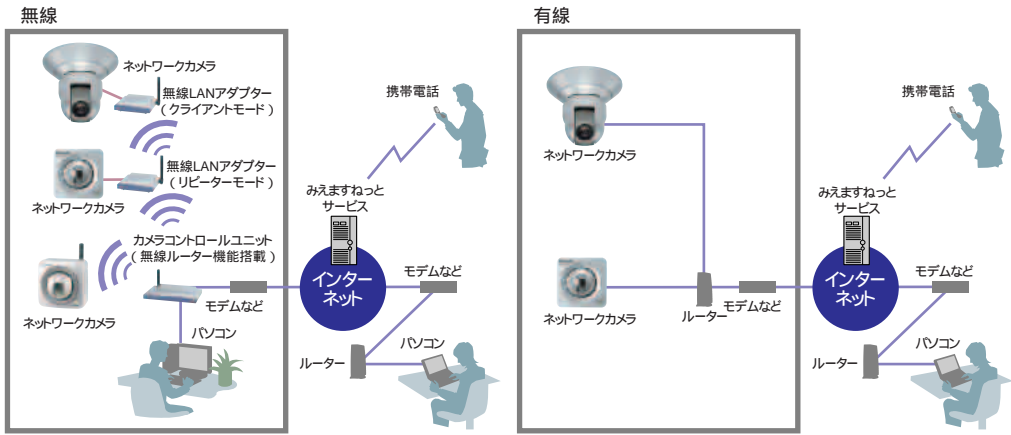 無線
ネットワークカメラ
無線LANアダプター
(クライアントモード)
無線LANアダプター
(リピーターモード)
ネットワークカメラ
カメラコントロールユニット
(無線ルーター機能搭載)
ネットワークカメラ
モデムなど
パソコン
携帯電話
みえますねっと
サービス
インター
ネット
モデムなど
ルーター
パソコン
有線
ネットワークカメラ
ネットワークカメラ
ルーター
モデムなど
携帯電話
みえますねっと
サービス
インター
ネット
モデムなど
ルーター
パソコン